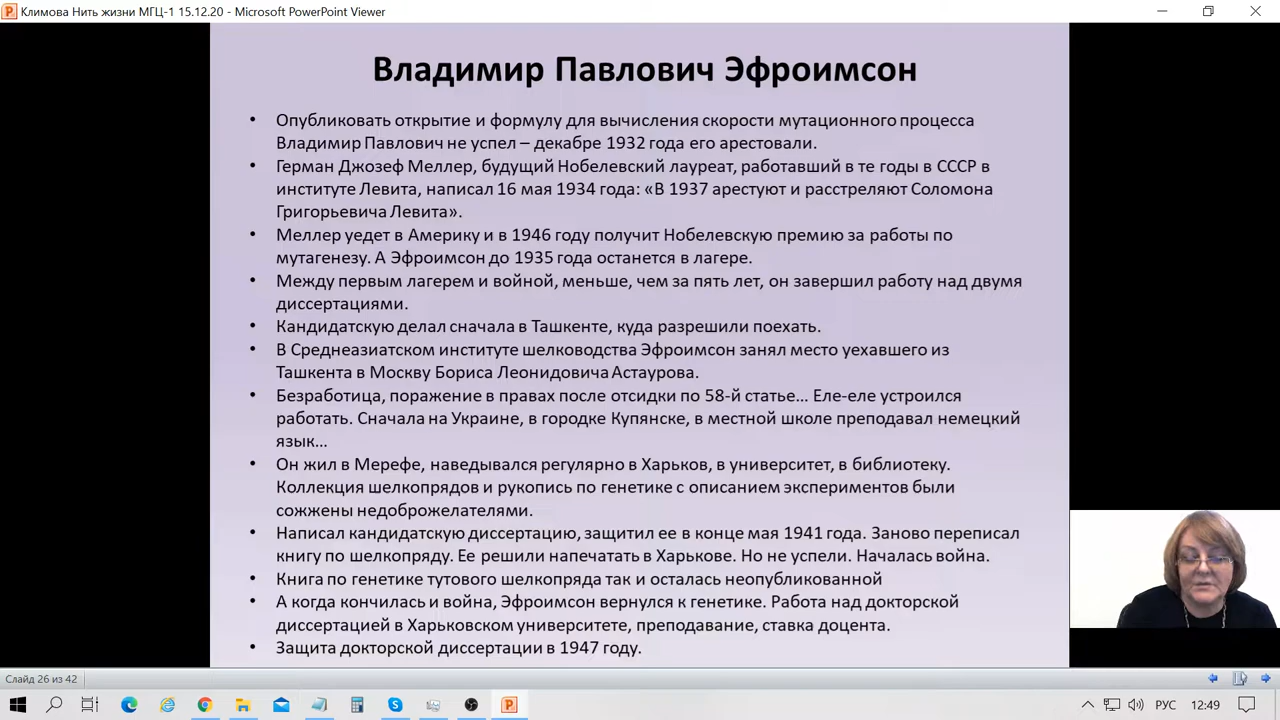 Климова Нить жизни МГЦ-1 15.12.20 - Microsoft PowerPoint Viewer
Владимир Павлович Эфроимсон
• Опубликовать открытие и формулу для вычисления скорости мутационного процесса
Владимир Павлович не успел – декабре 1932 года его арестовали.
• Герман Джозеф Меллер, будущий Нобелевский лауреат, работавший в те годы в СССР в
институте Левита, написал 16 мая 1934 года: «В 1937 арестуют и расстреляют Соломона
Григорьевича Левита».
• Меллер уедет в Америку и в 1946 году получит Нобелевскую премию за работы по
мутагенезу. А Эфроимсон до 1935 года останется в лагере.
• Между первым лагерем и войной, меньше, чем за пять лет, он завершил работу над двумя
диссертациями.
• Кандидатскую делал сначала в Ташкенте, куда разрешили поехать.
• В Среднеазиатском институте шелководства Эфроимсон занял место уехавшего из
Ташкента в Москву Бориса Леонидовича Астаурова.
• Безработица, поражение в правах после отсидки по 58-й статье… Еле-еле устроился
работать. Сначала на Украине, в городке Купянске, в местной школе преподавал немецкий
язык…
• Он жил в Мерефе, наведывался регулярно в Харьков, в университет, в библиотеку.
Коллекция шелкопрядов и рукопись по генетике с описанием экспериментов были
сожжены недоброжелателями.
• Написал кандидатскую диссертацию, защитил ее в конце мая 1941 года. Заново переписал
книгу по шелкопряду. Ее решили напечатать в Харькове. Но не успели. Началась война.
• Книга по генетике тутового шелкопряда так и осталась неопубликованной
• А когда кончилась и война, Эфроимсон вернулся к генетике. Работа над докторской
диссертацией в Харьковском университете, преподавание, ставка доцента.
• Защита докторской диссертации в 1947 году.
Слайд 26 из 42
РУС 12:49